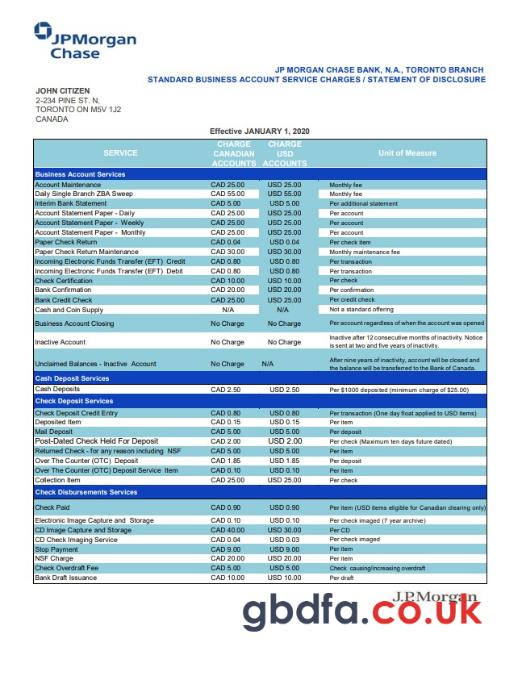 JPMorgan
Chase
JP MORGAN CHASE BANK, N.A., TORONTO BRANCH
STANDARD BUSINESS ACCOUNT SERVICE CHARGES / STATEMENT OF DISCLOSURE
JOHN CITIZEN
2-234 PINE ST. N,
TORONTO ON M5V 1J2
CANADA
Effective JANUARY 1, 2020
SERVICE CHARGE CANADIAN ACCOUNTS CHARGE USD ACCOUNTS Unit of Measure
Business Account Services
Account Maintenance CAD 25.00 USD 25.00 Monthly fee
Daily Single Branch ZBA Sweep CAD 55.00 USD 55.00 Monthly fee
Interim Bank Statement CAD 5.00 USD 5.00 Per additional statement
Account Statement Paper - Daily CAD 25.00 USD 25.00 Per account
Account Statement Paper - Weekly CAD 25.00 USD 25.00 Per account
Account Statement Paper - Monthly CAD 25.00 USD 25.00 Per account
Paper Check Return CAD 0.04 USD 0.04 Per check item
Paper Check Return Maintenance CAD 30.00 USD 30.00 Monthly maintenance fee
Incoming Electronic Funds Transfer (EFT) Credit CAD 0.80 USD 0.80 Per transaction
Incoming Electronic Funds Transfer (EFT) Debit CAD 0.80 USD 0.80 Per transaction
Check Certification CAD 10.00 USD 10.00 Per check
Bank Confirmation CAD 20.00 USD 20.00 Per confirmation
Bank Credit Check CAD 25.00 USD 25.00 Per credit check
Cash and Coin Supply N/A N/A Not a standard offering
Business Account Closing No Charge No Charge Per account regardless of when the account was opened
Inactive Account No Charge No Charge Inactive after 12 consecutive months of inactivity. Notice
is sent at two and five years of inactivity.
Unclaimed Balances - Inactive Account No Charge N/A After nine years of inactivity, account will be closed and
the balance will be transferred to the Bank of Canada.
Cash Deposit Services
Cash Deposits CAD 2.50 USD 2.50 Per $1000 deposited (minimum charge of $25.00)
Check Deposit Services
Check Deposit Credit Entry CAD 0.80 USD 0.80 Per transaction (One day float applied to USD items)
Deposited Item CAD 0.15 USD 0.15 Per item
Mail Deposit CAD 5.00 USD 5.00 Per deposit
Post-Dated Check Held For Deposit CAD 2.00 USD 2.00 Per check (Maximum ten days future dated)
Returned Check - for any reason including NSF CAD 5.00 USD 5.00 Per item
Over The Counter (OTC) Deposit CAD 1.85 USD 1.85 Per deposit
Over The Counter (OTC) Deposit Service Item CAD 0.10 USD 0.10 Per item
Collection Item CAD 25.00 USD 25.00 Per check
Check Disbursements Services
Check Paid CAD 0.90 USD 0.90 Per item (USD items eligible for Canadian clearing only)
Electronic Image Capture and Storage CAD 0.10 USD 0.10 Per check imaged (7 year archive)
CD Image Capture and Storage CAD 40.00 USD 30.00 Per CD
CD Check Imaging Service CAD 0.04 USD 0.03 Per check imaged
Stop Payment CAD 9.00 USD 9.00 Per item
NSF Charge CAD 20.00 USD 20.00 Per item
Check Overdraft Fee CAD 5.00 USD 5.00 Check causing/increasing overdraft
Bank Draft Issuance CAD 10.00 USD 10.00 Per draft
J.P.Morgan
gbdfa.co.uk